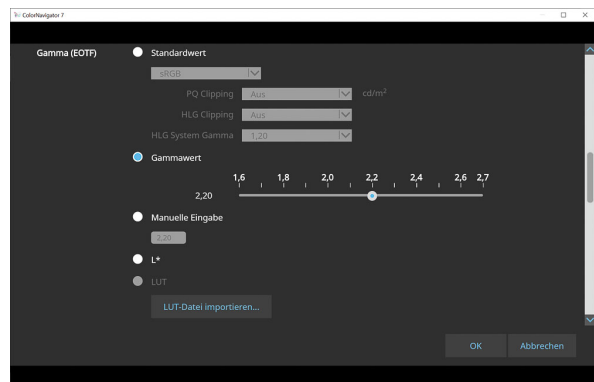 ColorNavigator 7
Gamma (EOTF)
Standardwert
sRGB
PQ Clipping Aus cd/m²
HLG Clipping Aus
HLG System Gamma 1,20
Gammawert
1,6 1,8 2,0 2,2 2,4 2,6 2,7
2,20
Manuelle Eingabe
2,20
L*
LUT
LUT-Datei importieren...
OK Abbrechen